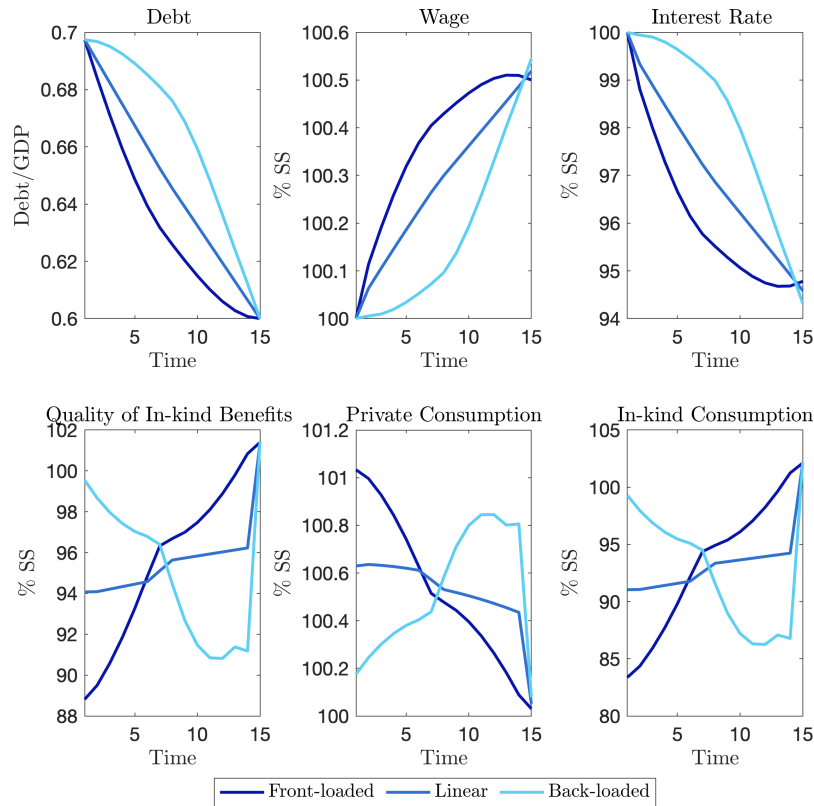 Debt
0.7
0.68
0.66
0.64
0.62
0.6
Debt/GDP
5
10
15
Time
Wage
100.6
100.5
100.4
100.3
100.2
100.1
100
% SS
5
10
15
Time
Interest Rate
100
99
98
97
96
95
94
% SS
5
10
15
Time
Quality of In-kind Benefits
102
100
98
96
94
92
90
88
% SS
5
10
15
Time
Private Consumption
101.2
101
100.8
100.6
100.4
100.2
100
% SS
5
10
15
Time
In-kind Consumption
105
100
95
90
85
80
% SS
5
10
15
Time
Front-loaded
Linear
Back-loaded